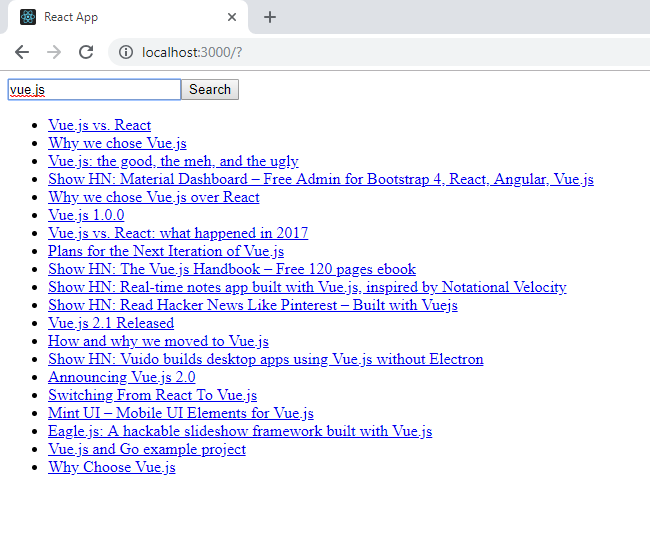 React App
localhost:3000/?
vue.js Search
Vue.js vs. React
Why we chose Vue.js
Vue.js: the good, the meh, and the ugly
Show HN: Material Dashboard – Free Admin for Bootstrap 4, React, Angular, Vue.js
Why we chose Vue.js over React
Vue.js 1.0.0
Vue.js vs. React: what happened in 2017
Plans for the Next Iteration of Vue.js
Show HN: The Vue.js Handbook – Free 120 pages ebook
Show HN: Real-time notes app built with Vue.js, inspired by Notational Velocity
Show HN: Read Hacker News Like Pinterest – Built with Vuejs
Vue.js 2.1 Released
How and why we moved to Vue.js
Show HN: Vuido builds desktop apps using Vue.js without Electron
Announcing Vue.js 2.0
Switching From React To Vue.js
Mint UI – Mobile UI Elements for Vue.js
Eagle.js: A hackable slideshow framework built with Vue.js
Vue.js and Go example project
Why Choose Vue.js